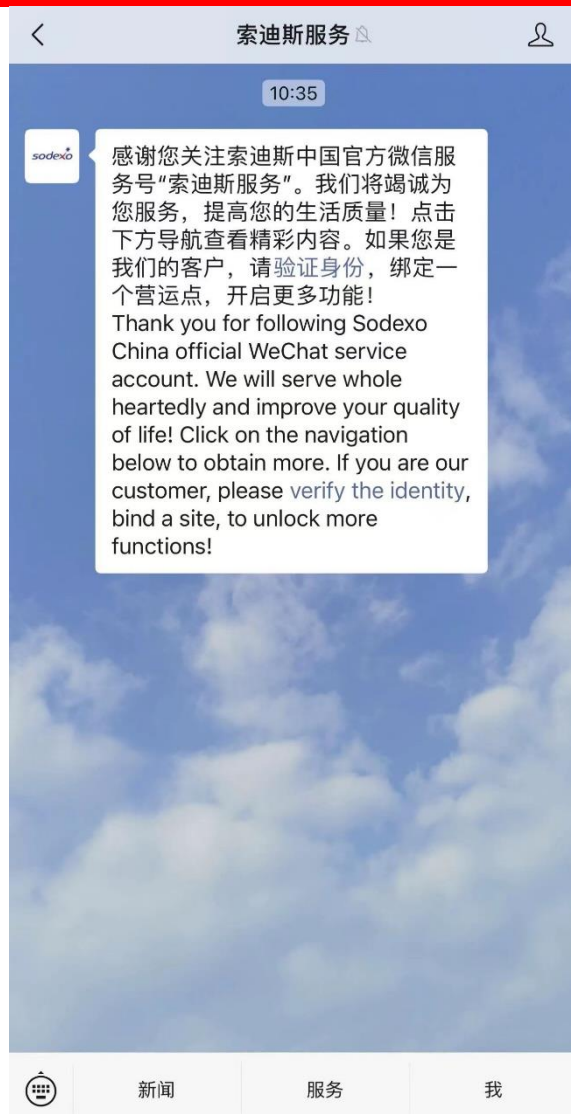 索迪斯服务
10:35
sodexo
感谢您关注索迪斯中国官方微信服
务号“索迪斯服务”。我们将竭诚为
您服务，提高您的生活质量！点击
下方导航查看精彩内容。如果您是
我们的客户，请验证身份，绑定一
个营运点，开启更多功能！
Thank you for following Sodexo
China official WeChat service
account. We will serve whole
heartedly and improve your quality
of life! Click on the navigation
below to obtain more. If you are our
customer, please verify the identity,
bind a site, to unlock more
functions!
新闻 服务 我